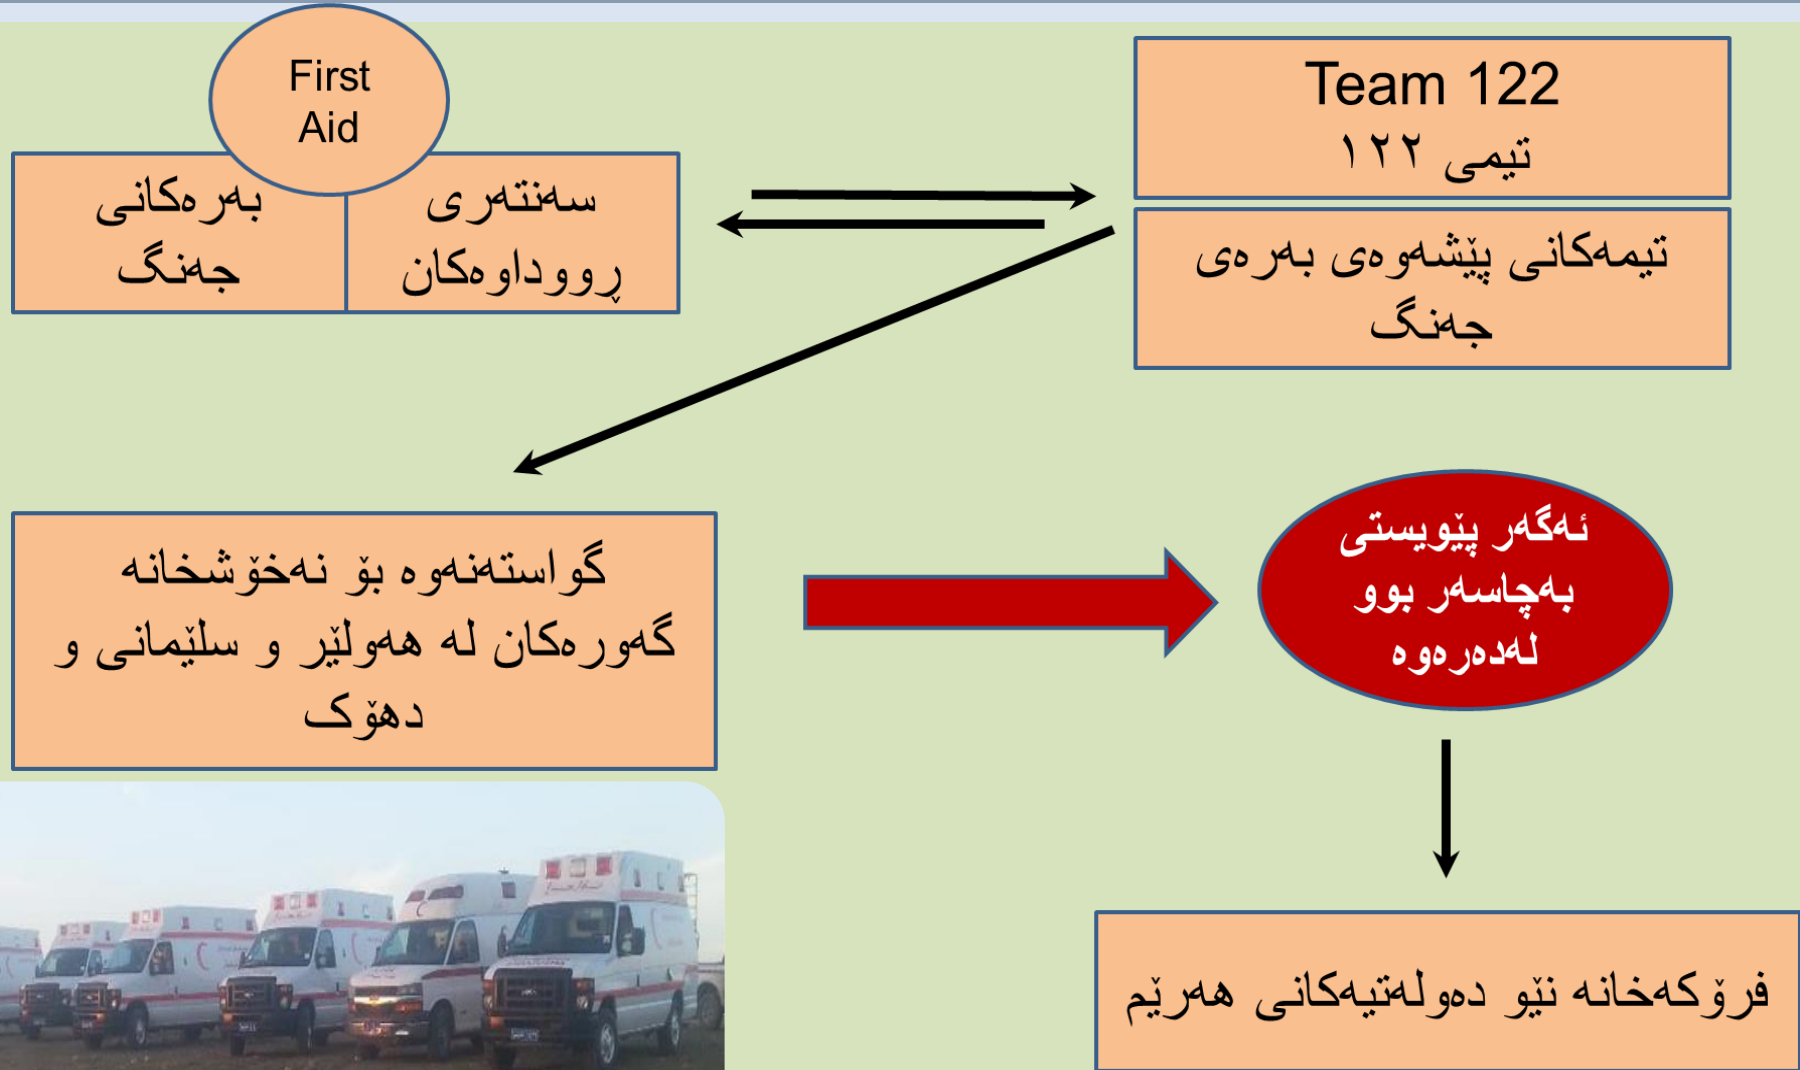 First
Aid
بەرەکانی
جەنگ
سەنتەری
ڕووداوەکان
Team 122
تیمی ١٢٢
تیمەکانی پێشەوەی بەرەی
جەنگ
گواستەنەوە بۆ نەخۆشخانە
گەورەکان لە هەولێر و سلێمانی و
دهۆک
ئەگەر پێویستی
بەچاسەر بوو
لەدەرەوە
فرۆکەخانە نێو دەولەتیەکانی هەرێم